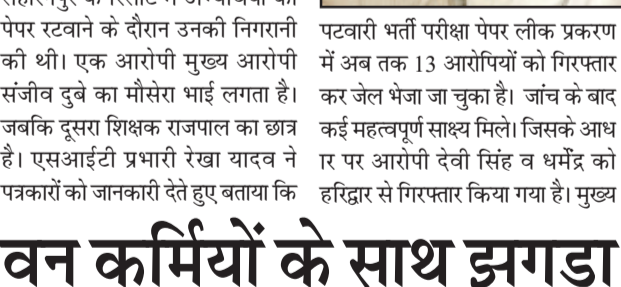 पेपर रटवाने के दौरान उनकी निगरानी
की थी। एक आरोपी मुख्य आरोपी
संजीव दुबे का मौसेरा भाई लगता है।
जबकि दूसरा शिक्षक राजपाल का छात्र
है। एसआईटी प्रभारी रेखा यादव ने
पत्रकारों को जानकारी देते हुए बताया कि
पटवारी भर्ती परीक्षा पेपर लीक प्रकरण
में अब तक 13 आरोपियों को गिरफ्तार
कर जेल भेजा जा चुका है। जांच के बाद
कई महत्वपूर्ण साक्ष्य मिले। जिसके आध
ार पर आरोपी देवी सिंह व धर्मेंद्र को
हरिद्वार से गिरफ्तार किया गया है। मुख्य
वन कर्मियों के साथ झगडा